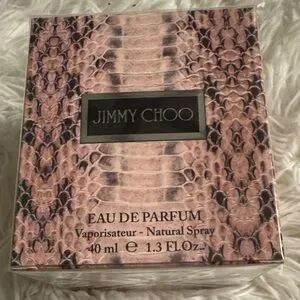 JIMMY CHOO
EAU DE PARFUM
Vaporisateur - Natural Spray
40 ml e 1.3 Fl.Oz.